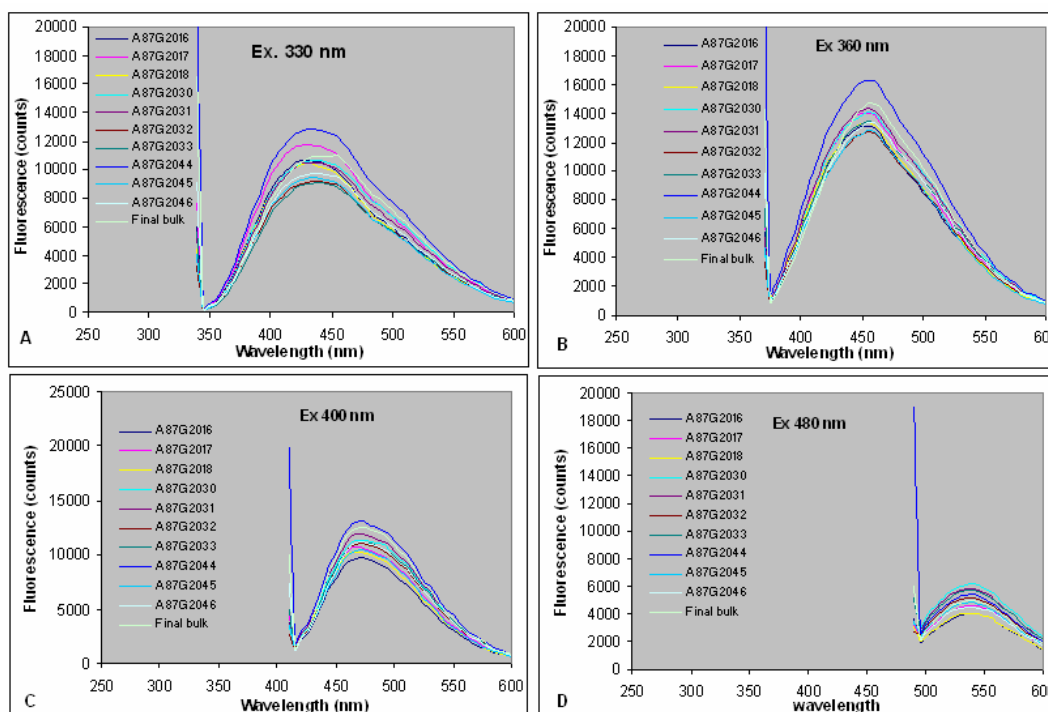 Ex. 330 nm
Fluorescence (counts)
20000
18000
16000
14000
12000
10000
8000
6000
4000
2000
0
A87G2016
A87G2017
A87G2018
A87G2030
A87G2031
A87G2032
A87G2033
A87G2044
A87G2045
A87G2046
Final bulk
250 300 350 400 450 500 550 600
A
Wavelength (nm)
Ex 360 nm
Fluorescence (counts)
20000
18000
16000
14000
12000
10000
8000
6000
4000
2000
0
A87G2016
A87G2017
A87G2018
A87G2030
A87G2031
A87G2032
A87G2033
A87G2044
A87G2045
A87G2046
Final bulk
250 300 350 400 450 500 550 600
B
Wavelength (nm)
Ex 400 nm
Fluorescence (counts)
25000
20000
15000
10000
5000
0
A87G2016
A87G2017
A87G2018
A87G2030
A87G2031
A87G2032
A87G2033
A87G2044
A87G2045
A87G2046
Final bulk
250 300 350 400 450 500 550 600
C
Wavelength (nm)
Ex 480 nm
Fluorescence (counts)
20000
18000
16000
14000
12000
10000
8000
6000
4000
2000
0
A87G2016
A87G2017
A87G2018
A87G2030
A87G2031
A87G2032
A87G2033
A87G2044
A87G2045
A87G2046
Final bulk
250 300 350 400 450 500 550 600
D
wavelength